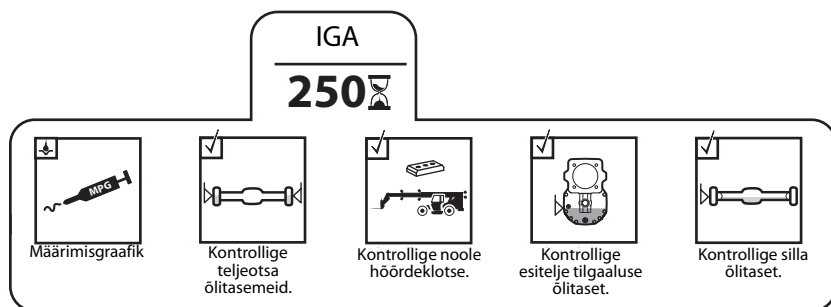 IGA
250
MPG
Määrimisgraafik
Kontrollige
teljeotsa
õlitasemeid.
Kontrollige noole
hõõrdeklotse.
Kontrollige
esitelje tilgaaluse
õlitaset.
Kontrollige silla
õlitaset.